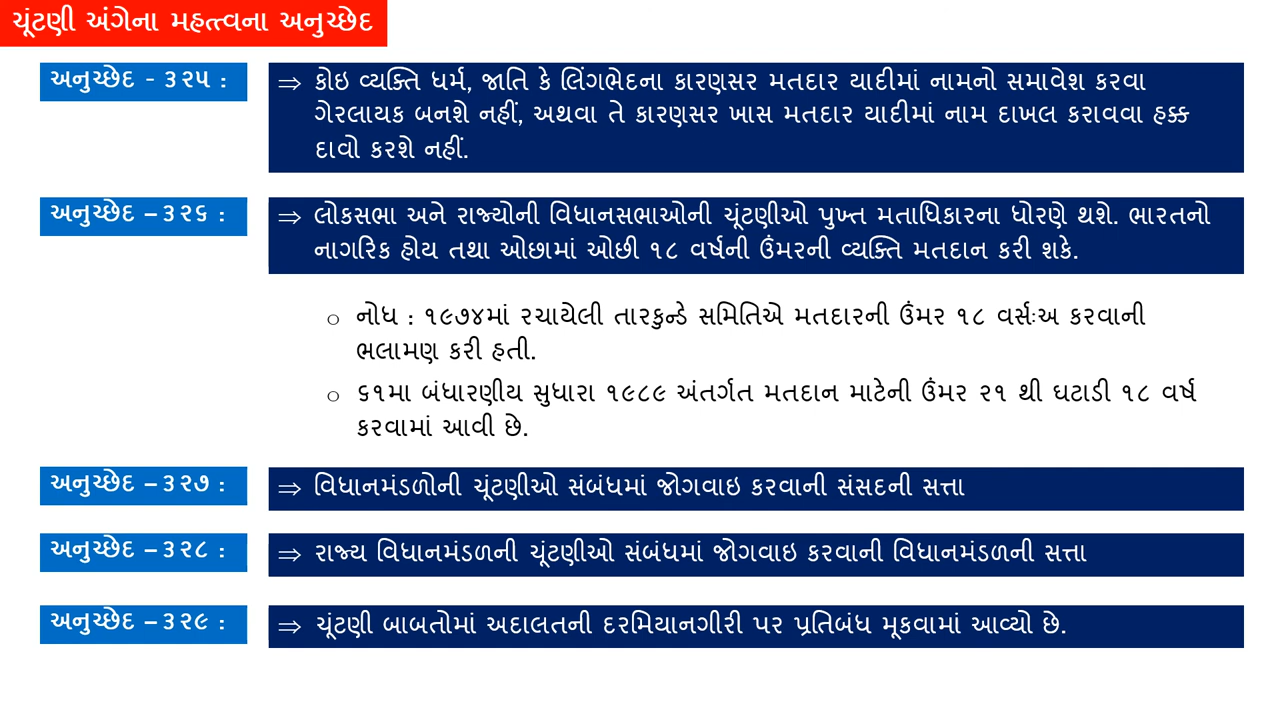 ચૂંટણી અંગેના મહત્ત્વના અનુચ્છેદ
અનુચ્છેદ - ૩૨૫ :
⇒ કોઇ વ્યક્તિ ધર્મ, જાતિ કે લિંગભેદના કારણસર મતદાર યાદીમાં નામનો સમાવેશ કરવા
ગેરલાયક બનશે નહીં, અથવા તે કારણસર ખાસ મતદાર યાદીમાં નામ દાખલ કરાવવા હક્ક
દાવો કરશે નહીં.
અનુચ્છેદ – ૩૨૬ :
⇒ લોકસભા અને રાજ્યોની વિધાનસભાઓની ચૂંટણીઓ પુખ્ત મતાધિકારના ધોરણે થશે. ભારતનો
નાગરિક હોય તથા ઓછામાં ઓછી ૧૮ વર્ષની ઉંમરની વ્યક્તિ મતદાન કરી શકે.
○ નોધ : ૧૯૭૪માં રચાયેલી તારકુન્ડે સમિતિએ મતદારની ઉંમર ૧૮ વર્સઃઅ કરવાની
ભલામણ કરી હતી.
○ ૬૧મા બંધારણીય સુધારા ૧૯૮૯ અંતર્ગત મતદાન માટેની ઉંમર ૨૧ થી ઘટાડી ૧૮ વર્ષ
કરવામાં આવી છે.
અનુચ્છેદ – ૩૨૭ :
⇒ વિધાનમંડળોની ચૂંટણીઓ સંબંધમાં જોગવાઇ કરવાની સંસદની સત્તા
અનુચ્છેદ – ૩૨૮ :
⇒ રાજ્ય વિધાનમંડળની ચૂંટણીઓ સંબંધમાં જોગવાઇ કરવાની વિધાનમંડળની સત્તા
અનુચ્છેદ – ૩૨૯ :
⇒ ચૂંટણી બાબતોમાં અદાલતની દરમિયાનગીરી પર પ્રતિબંધ મૂકવામાં આવ્યો છે.